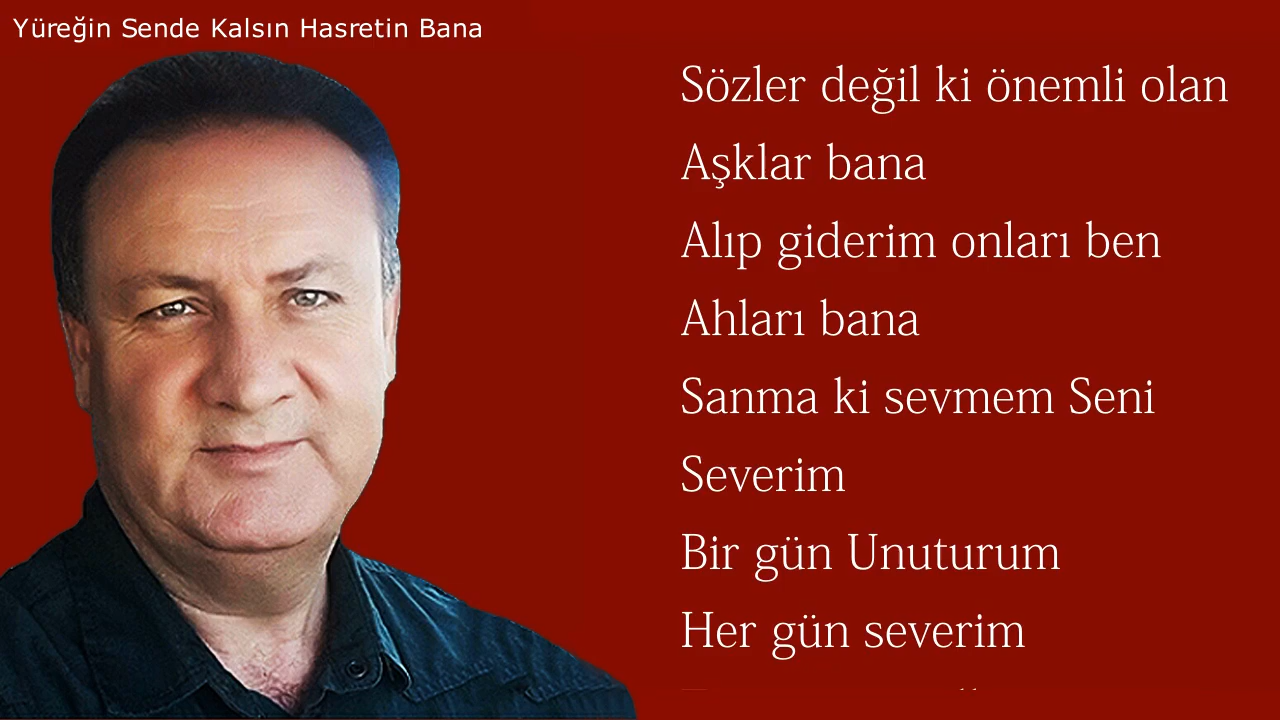 Yüreğin Sende Kalsın Hasretin Bana
Sözler değil ki önemli olan
Aşklar bana
Alıp giderim onları ben
Ahları bana
Sanma ki sevmem Seni
Severim
Bir gün Unuturum
Her gün severim